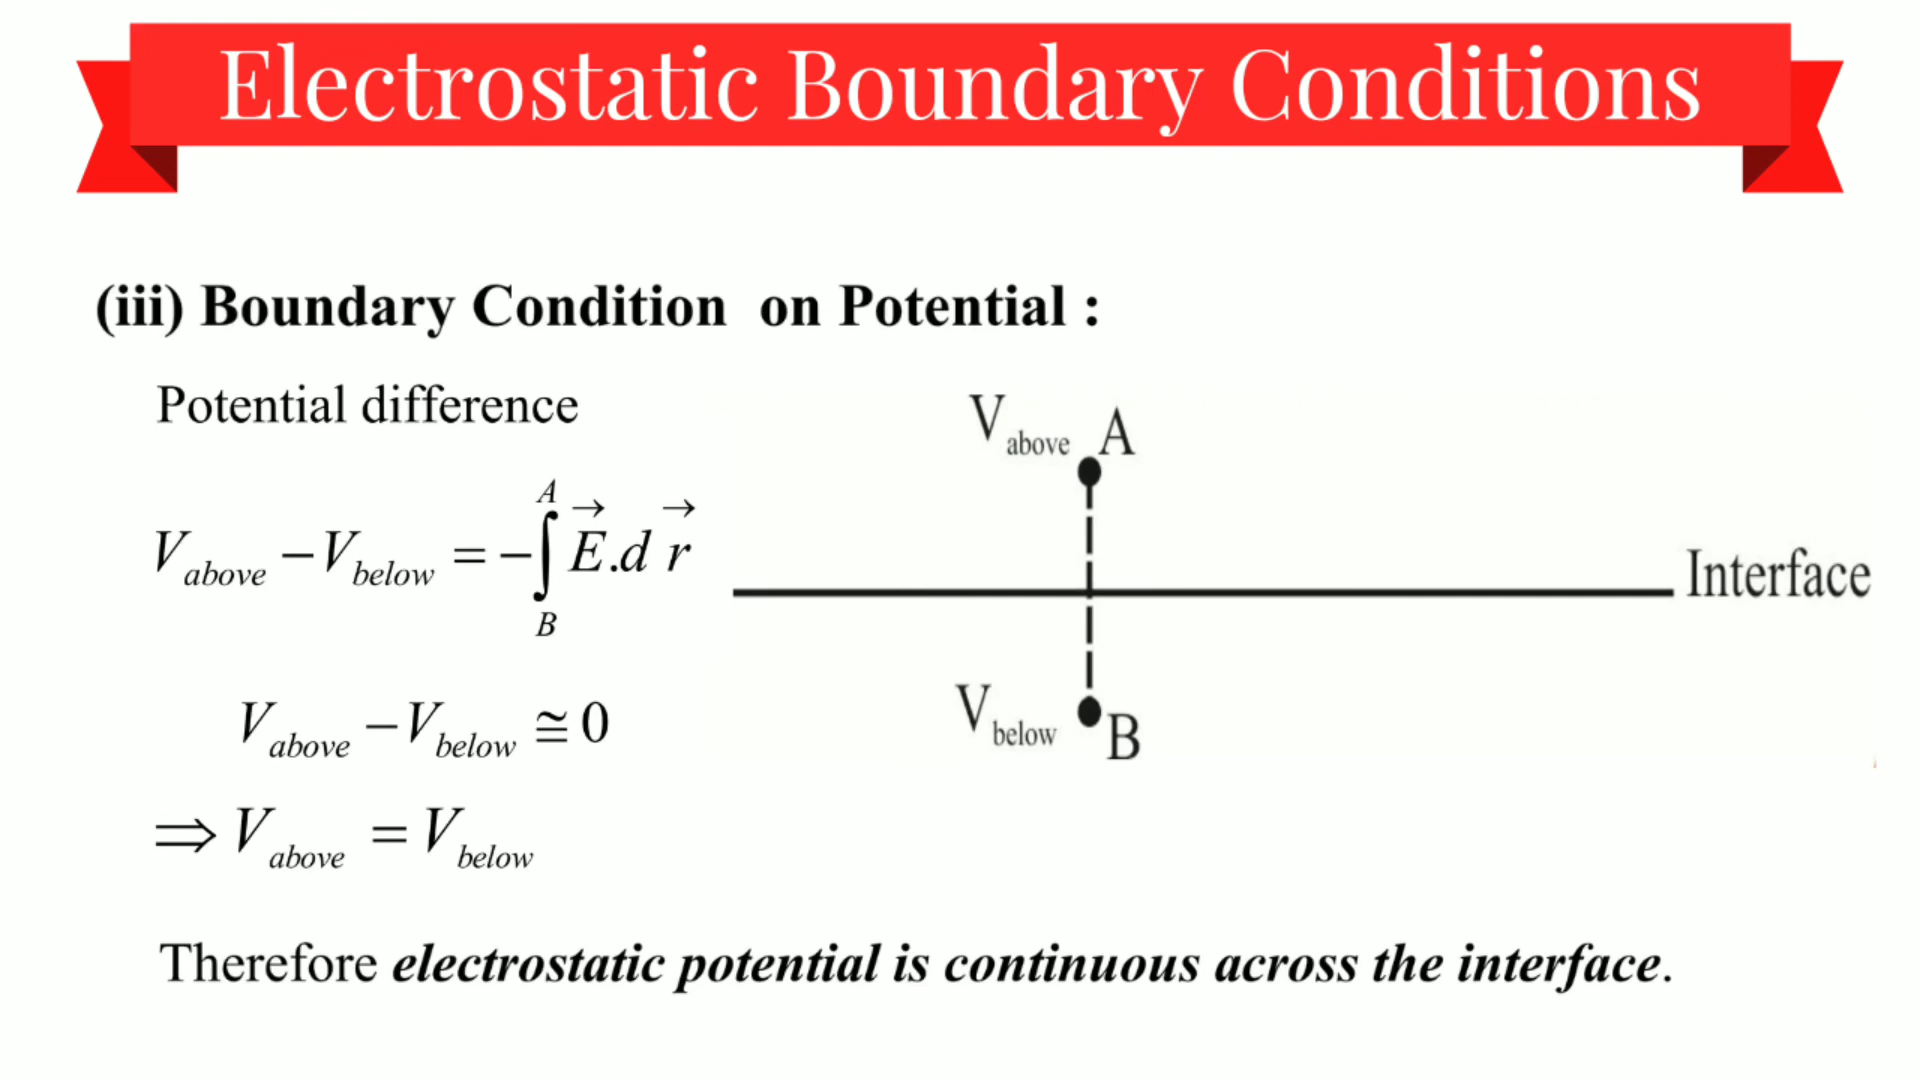 Electrostatic Boundary Conditions
(iii) Boundary Condition on Potential :
Potential difference
V_above − V_below = −∫_B^A E⃗.d r⃗
V_above − V_below ≅ 0
⇒ V_above = V_below
V_above A
Interface
V_below B
Therefore electrostatic potential is continuous across the interface.